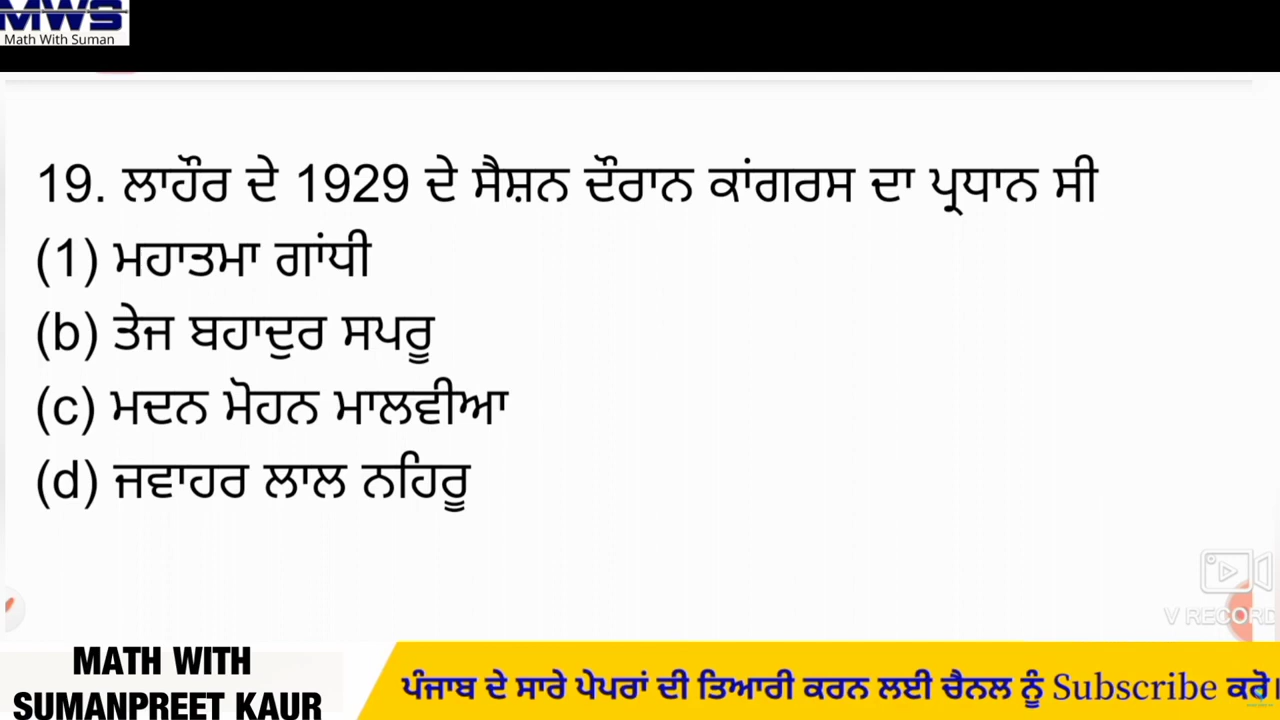 MWS
Math With Suman
19. ਲਾਹੌਰ ਦੇ 1929 ਦੇ ਸੈਸ਼ਨ ਦੌਰਾਨ ਕਾਂਗਰਸ ਦਾ ਪ੍ਰਧਾਨ ਸੀ
(1) ਮਹਾਤਮਾ ਗਾਂਧੀ
(b) ਤੇਜ ਬਹਾਦੁਰ ਸਪਰੂ
(c) ਮਦਨ ਮੋਹਨ ਮਾਲਵੀਆ
(d) ਜਵਾਹਰ ਲਾਲ ਨਹਿਰੂ
V RECORD
MATH WITH
SUMANPREET KAUR
ਪੰਜਾਬ ਦੇ ਸਾਰੇ ਪੇਪਰਾਂ ਦੀ ਤਿਆਰੀ ਕਰਨ ਲਈ ਚੈਨਲ ਨੂੰ Subscribe ਕਰੋ।